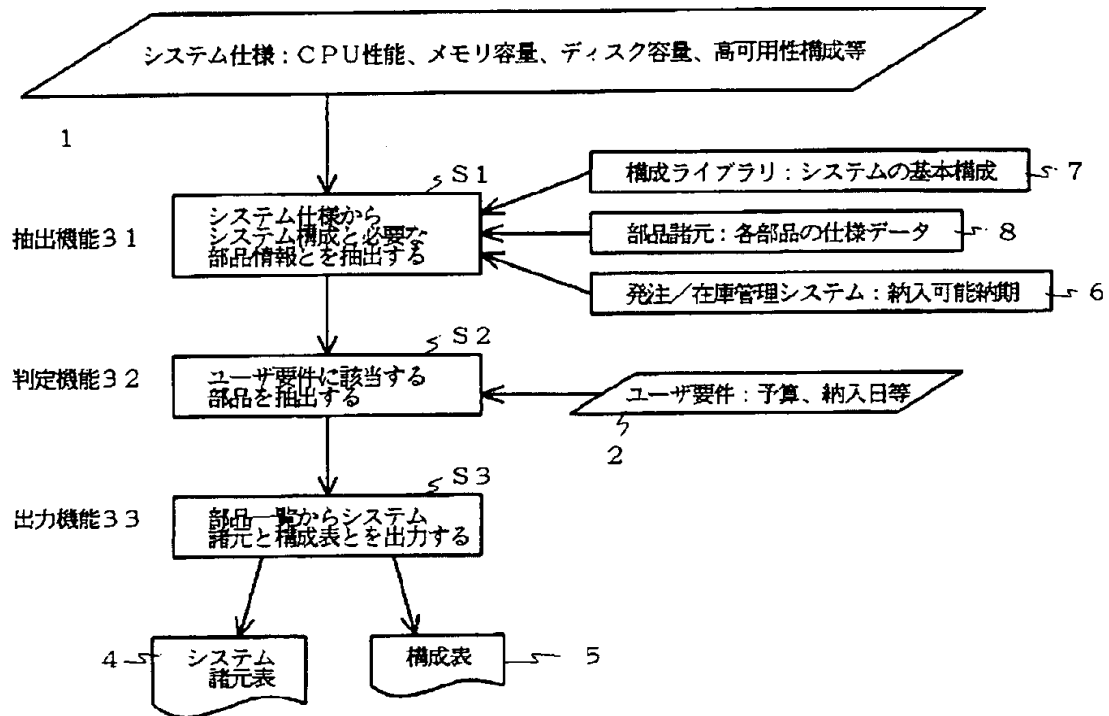 システム仕様:CPU性能、メモリ容量、ディスク容量、高可用性構成等
1
S1
構成ライブラリ:システムの基本構成
7
抽出機能31
システム仕様から
システム構成と必要な
部品情報とを抽出する
部品諸元:各部品の仕様データ
8
発注/在庫管理システム:納入可能納期
6
S2
判定機能32
ユーザ要件に該当する
部品を抽出する
ユーザ要件:予算、納入日等
2
S3
出力機能33
部品一覧からシステム
諸元と構成表とを出力する
4
システム
諸元表
構成表
5